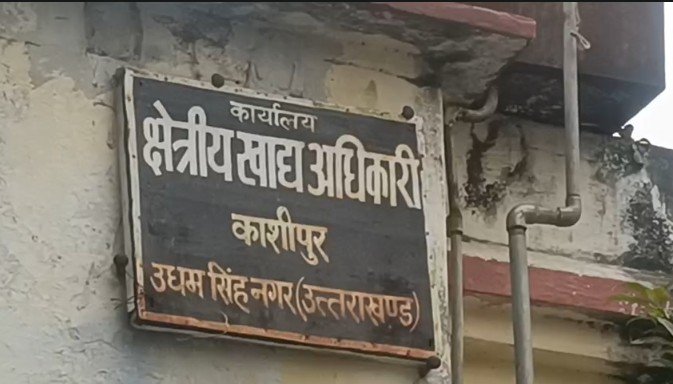 कार्यालय
क्षेत्रीय खाद्य अधिकारी
काशीपुर
उधम सिंह नगर (उत्तराखण्ड)